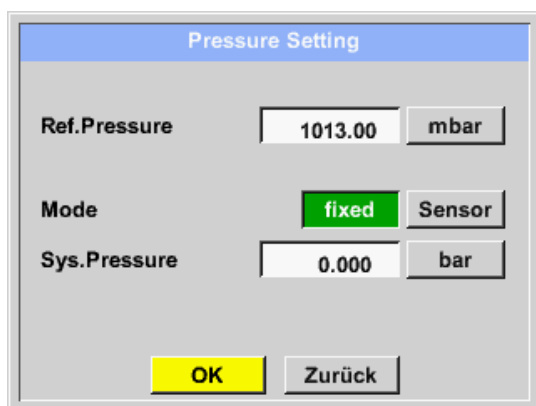 Pressure Setting
Ref.Pressure 1013.00 mbar
Mode fixed Sensor
Sys.Pressure 0.000 bar
OK Zurück